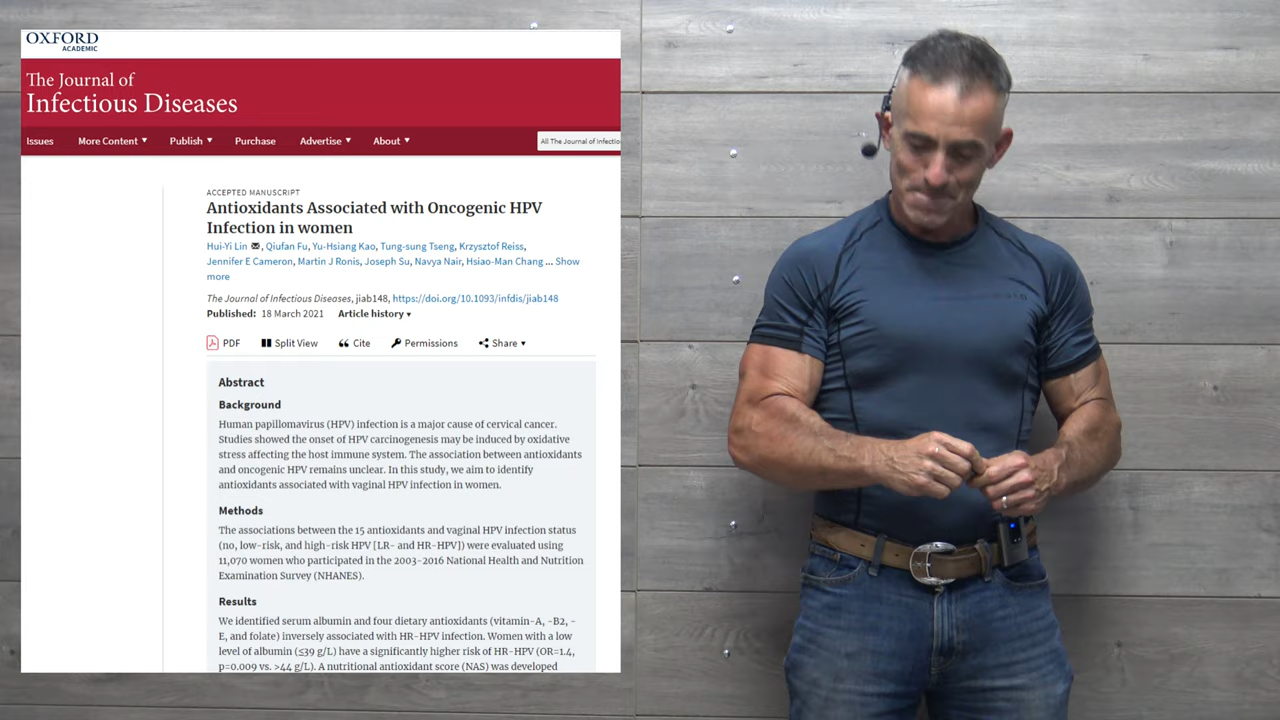 OXFORD
ACADEMIC
The Journal of
Infectious Diseases
Issues More Content ▾ Publish ▾ Purchase Advertise ▾ About ▾ All The Journal of Infectio
ACCEPTED MANUSCRIPT
Antioxidants Associated with Oncogenic HPV
Infection in women
Hui-Yi Lin ✉, Qiufan Fu, Yu-Hsiang Kao, Tung-sung Tseng, Krzysztof Reiss,
Jennifer E Cameron, Martin J Ronis, Joseph Su, Navya Nair, Hsiao-Man Chang ... Show
more
The Journal of Infectious Diseases, jiab148, https://doi.org/10.1093/infdis/jiab148
Published: 18 March 2021 Article history ▾
PDF Split View Cite Permissions Share ▾
Abstract
Background
Human papillomavirus (HPV) infection is a major cause of cervical cancer.
Studies showed the onset of HPV carcinogenesis may be induced by oxidative
stress affecting the host immune system. The association between antioxidants
and oncogenic HPV remains unclear. In this study, we aim to identify
antioxidants associated with vaginal HPV infection in women.
Methods
The associations between the 15 antioxidants and vaginal HPV infection status
(no, low-risk, and high-risk HPV [LR- and HR-HPV]) were evaluated using
11,070 women who participated in the 2003-2016 National Health and Nutrition
Examination Survey (NHANES).
Results
We identified serum albumin and four dietary antioxidants (vitamin-A, -B2, -
E, and folate) inversely associated with HR-HPV infection. Women with a low
level of albumin (≤39 g/L) have a significantly higher risk of HR-HPV (OR=1.4,
p=0.009 vs. >44 g/L). A nutritional antioxidant score (NAS) was developed